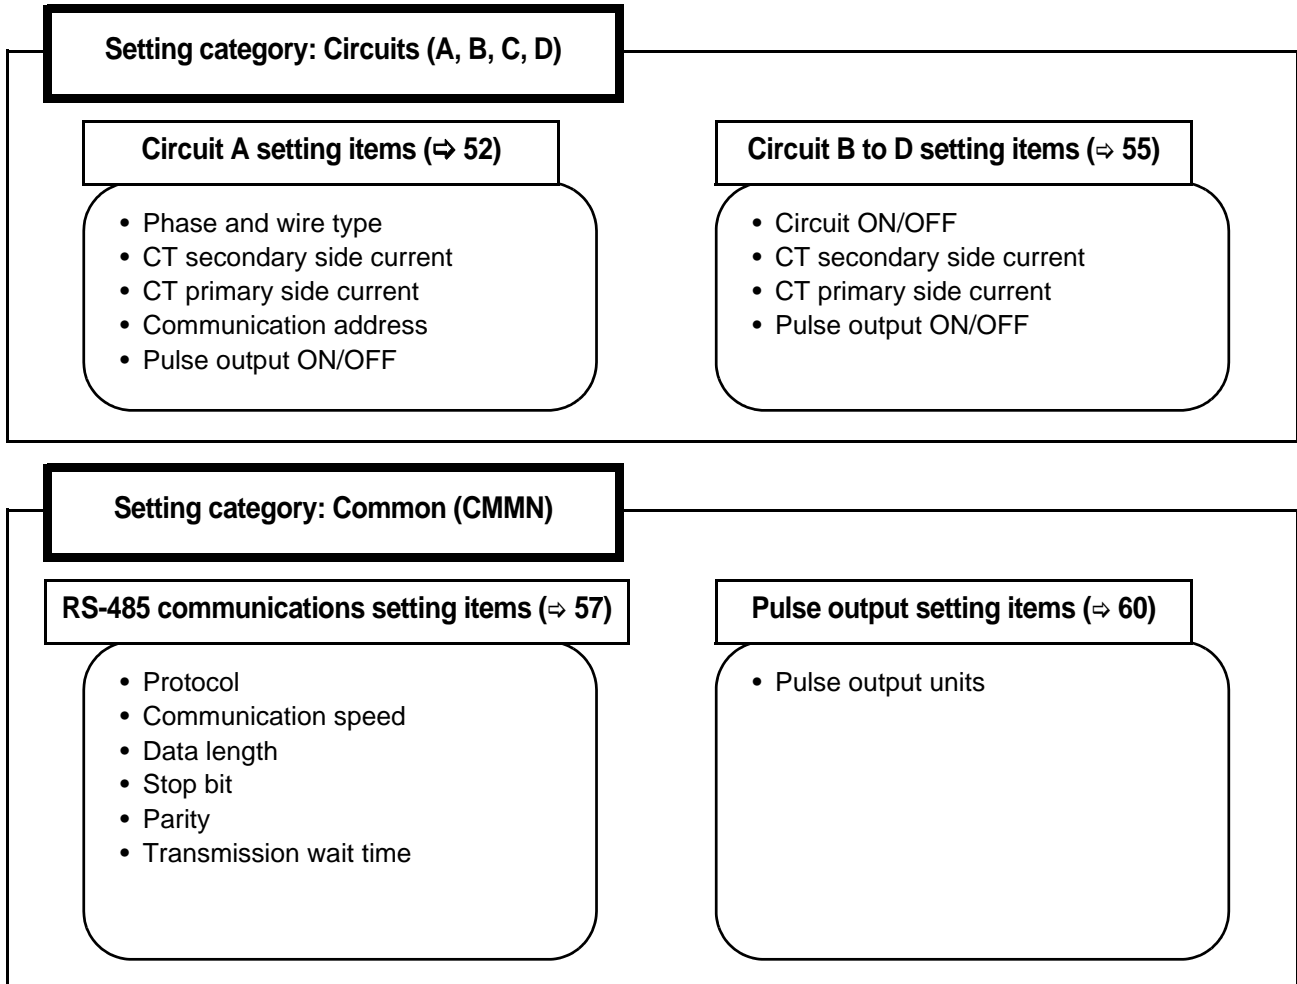 Setting category: Circuits (A, B, C, D)
Circuit A setting items (⇨ 52)
• Phase and wire type
• CT secondary side current
• CT primary side current
• Communication address
• Pulse output ON/OFF
Circuit B to D setting items (⇨ 55)
• Circuit ON/OFF
• CT secondary side current
• CT primary side current
• Pulse output ON/OFF
Setting category: Common (CMMN)
RS-485 communications setting items (⇨ 57)
• Protocol
• Communication speed
• Data length
• Stop bit
• Parity
• Transmission wait time
Pulse output setting items (⇨ 60)
• Pulse output units